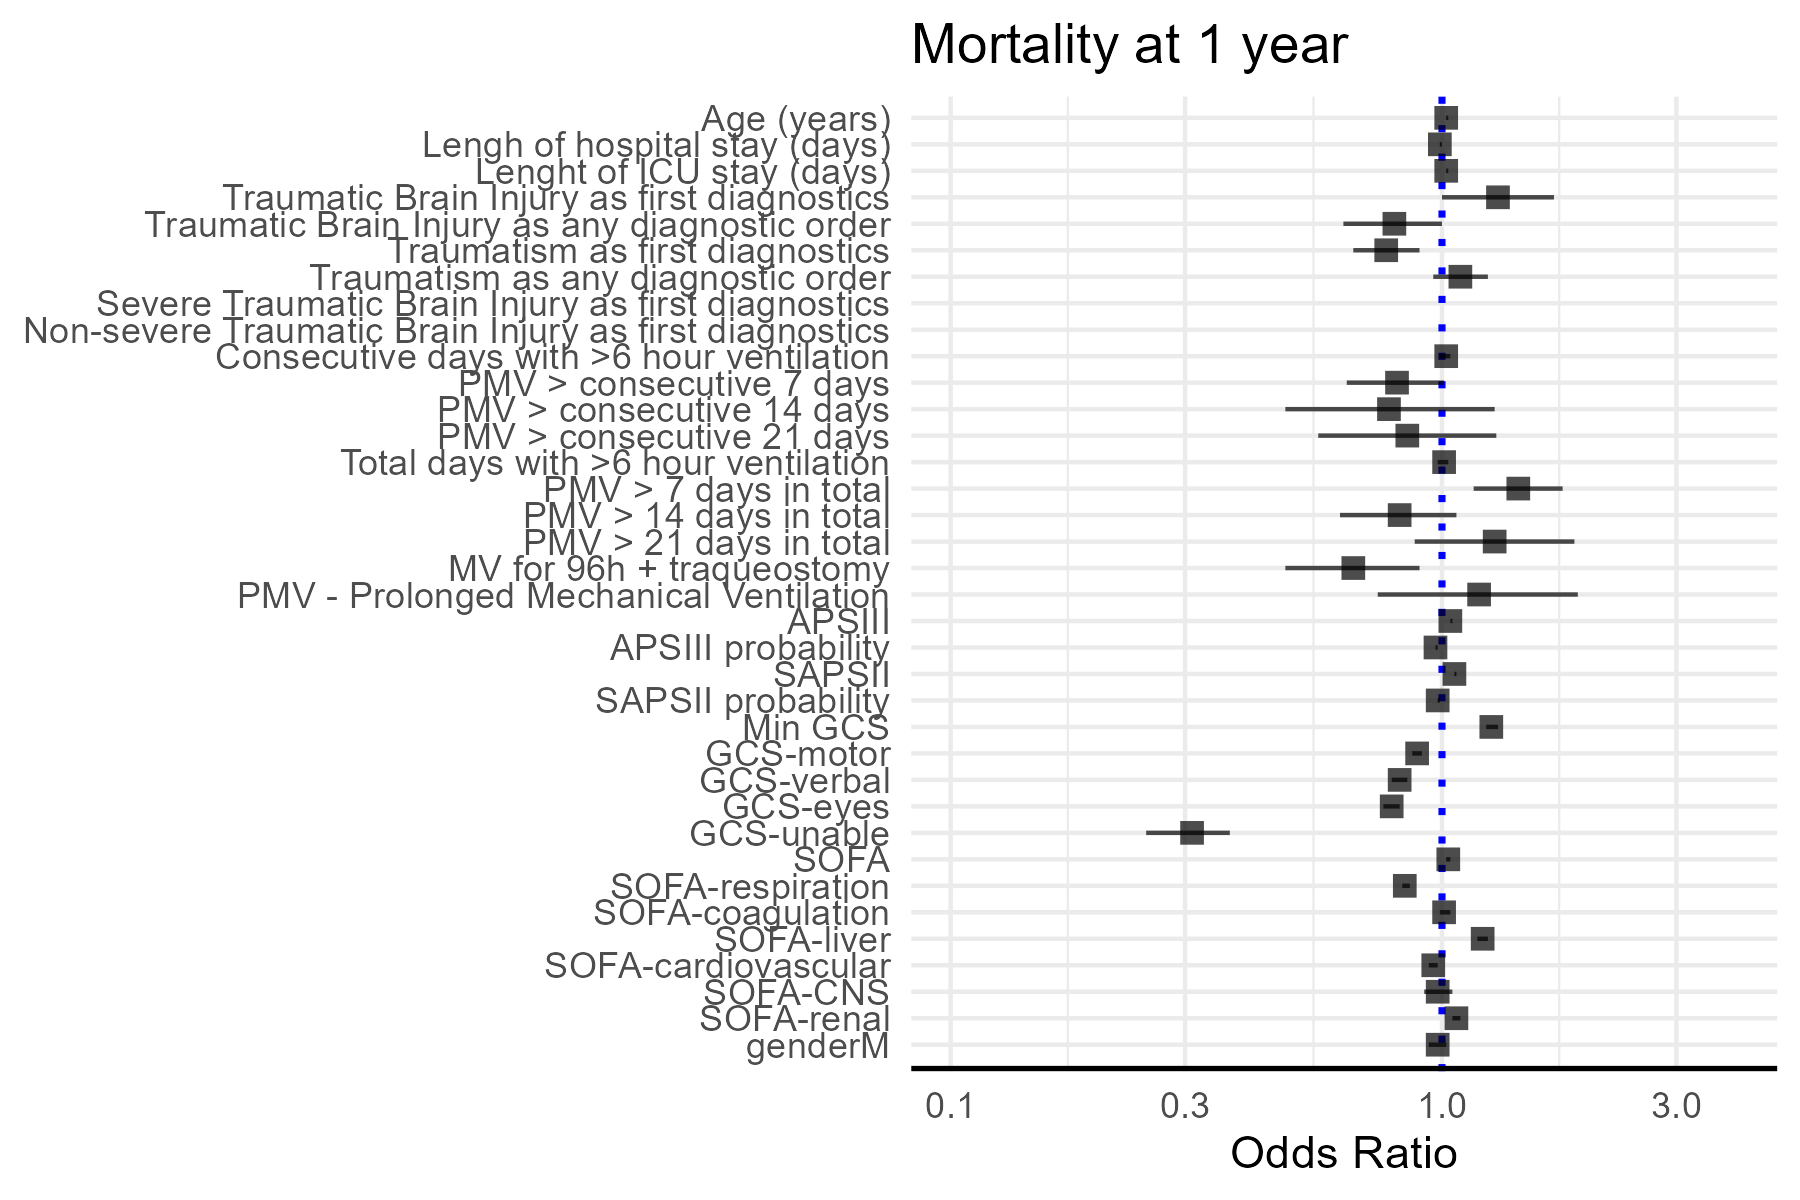 Mortality at 1 year
Age (years)
Lengh of hospital stay (days)
Lenght of ICU stay (days)
Traumatic Brain Injury as first diagnostics
Traumatic Brain Injury as any diagnostic order
Traumatism as first diagnostics
Traumatism as any diagnostic order
Severe Traumatic Brain Injury as first diagnostics
Non-severe Traumatic Brain Injury as first diagnostics
Consecutive days with >6 hour ventilation
PMV > consecutive 7 days
PMV > consecutive 14 days
PMV > consecutive 21 days
Total days with >6 hour ventilation
PMV > 7 days in total
PMV > 14 days in total
PMV > 21 days in total
MV for 96h + traqueostomy
PMV - Prolonged Mechanical Ventilation
APSIII
APSIII probability
SAPSII
SAPSII probability
Min GCS
GCS-motor
GCS-verbal
GCS-eyes
GCS-unable
SOFA
SOFA-respiration
SOFA-coagulation
SOFA-liver
SOFA-cardiovascular
SOFA-CNS
SOFA-renal
genderM
0.1 0.3 1.0 3.0
Odds Ratio